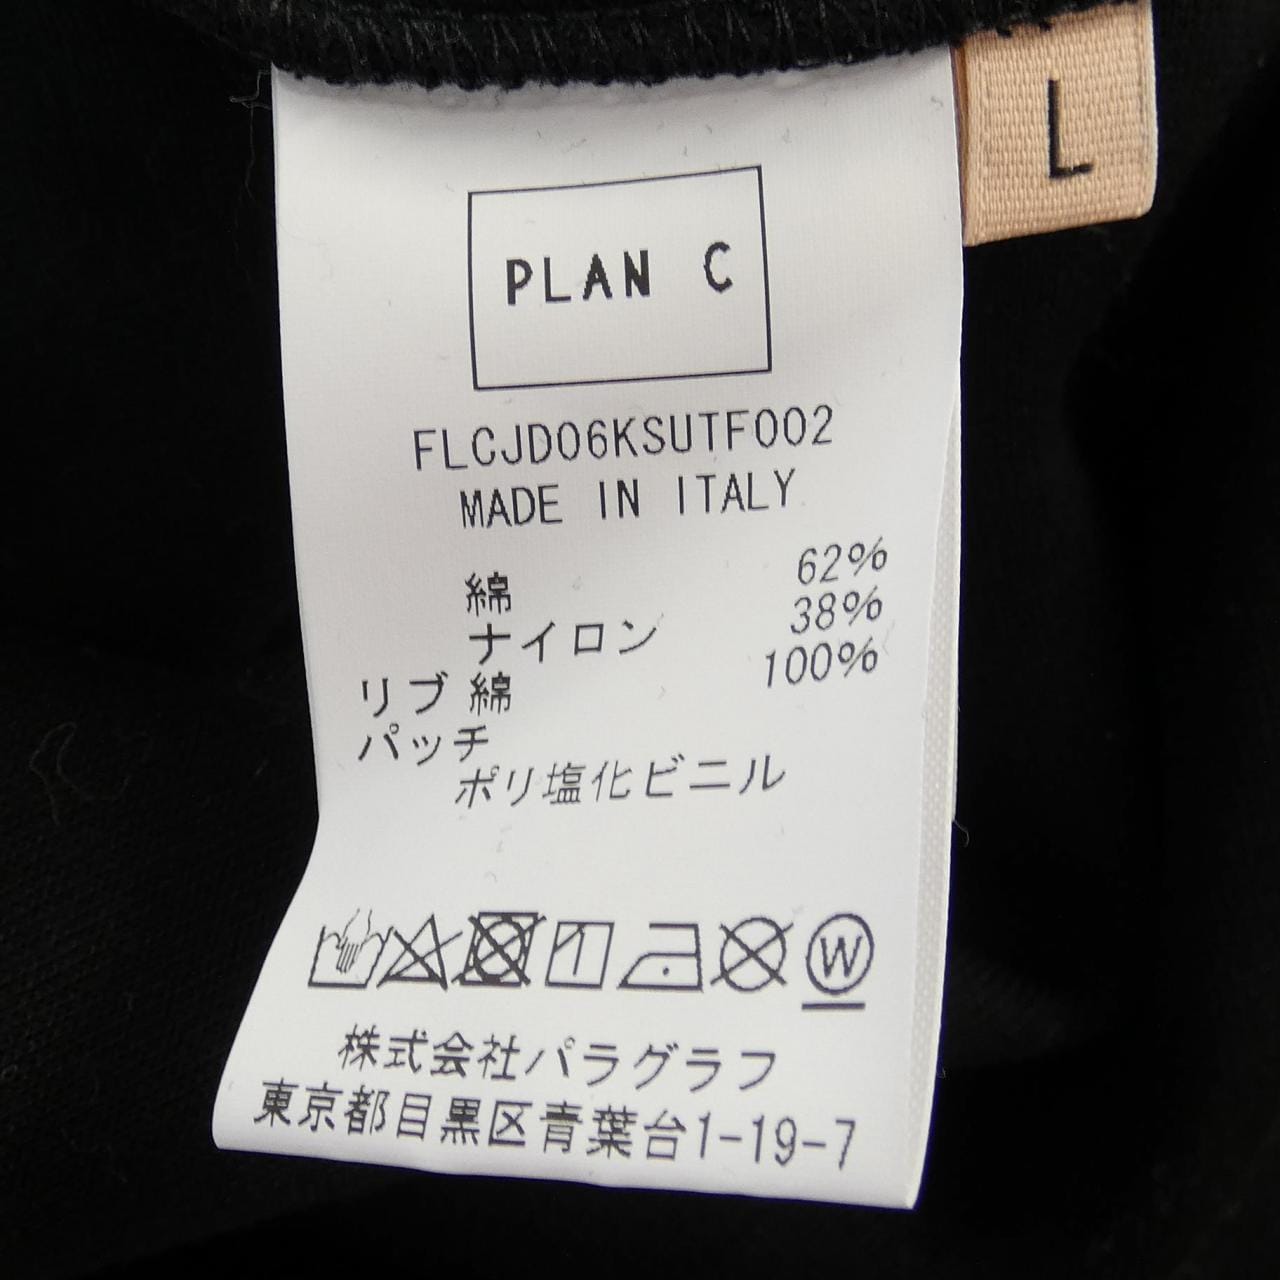 L
PLAN C
FLCJD06KSUTF002
MADE IN ITALY
綿 62%
ナイロン 38%
リブ 綿 100%
パッチ
ポリ塩化ビニル
W
株式会社パラグラフ
東京都目黒区青葉台1-19-7